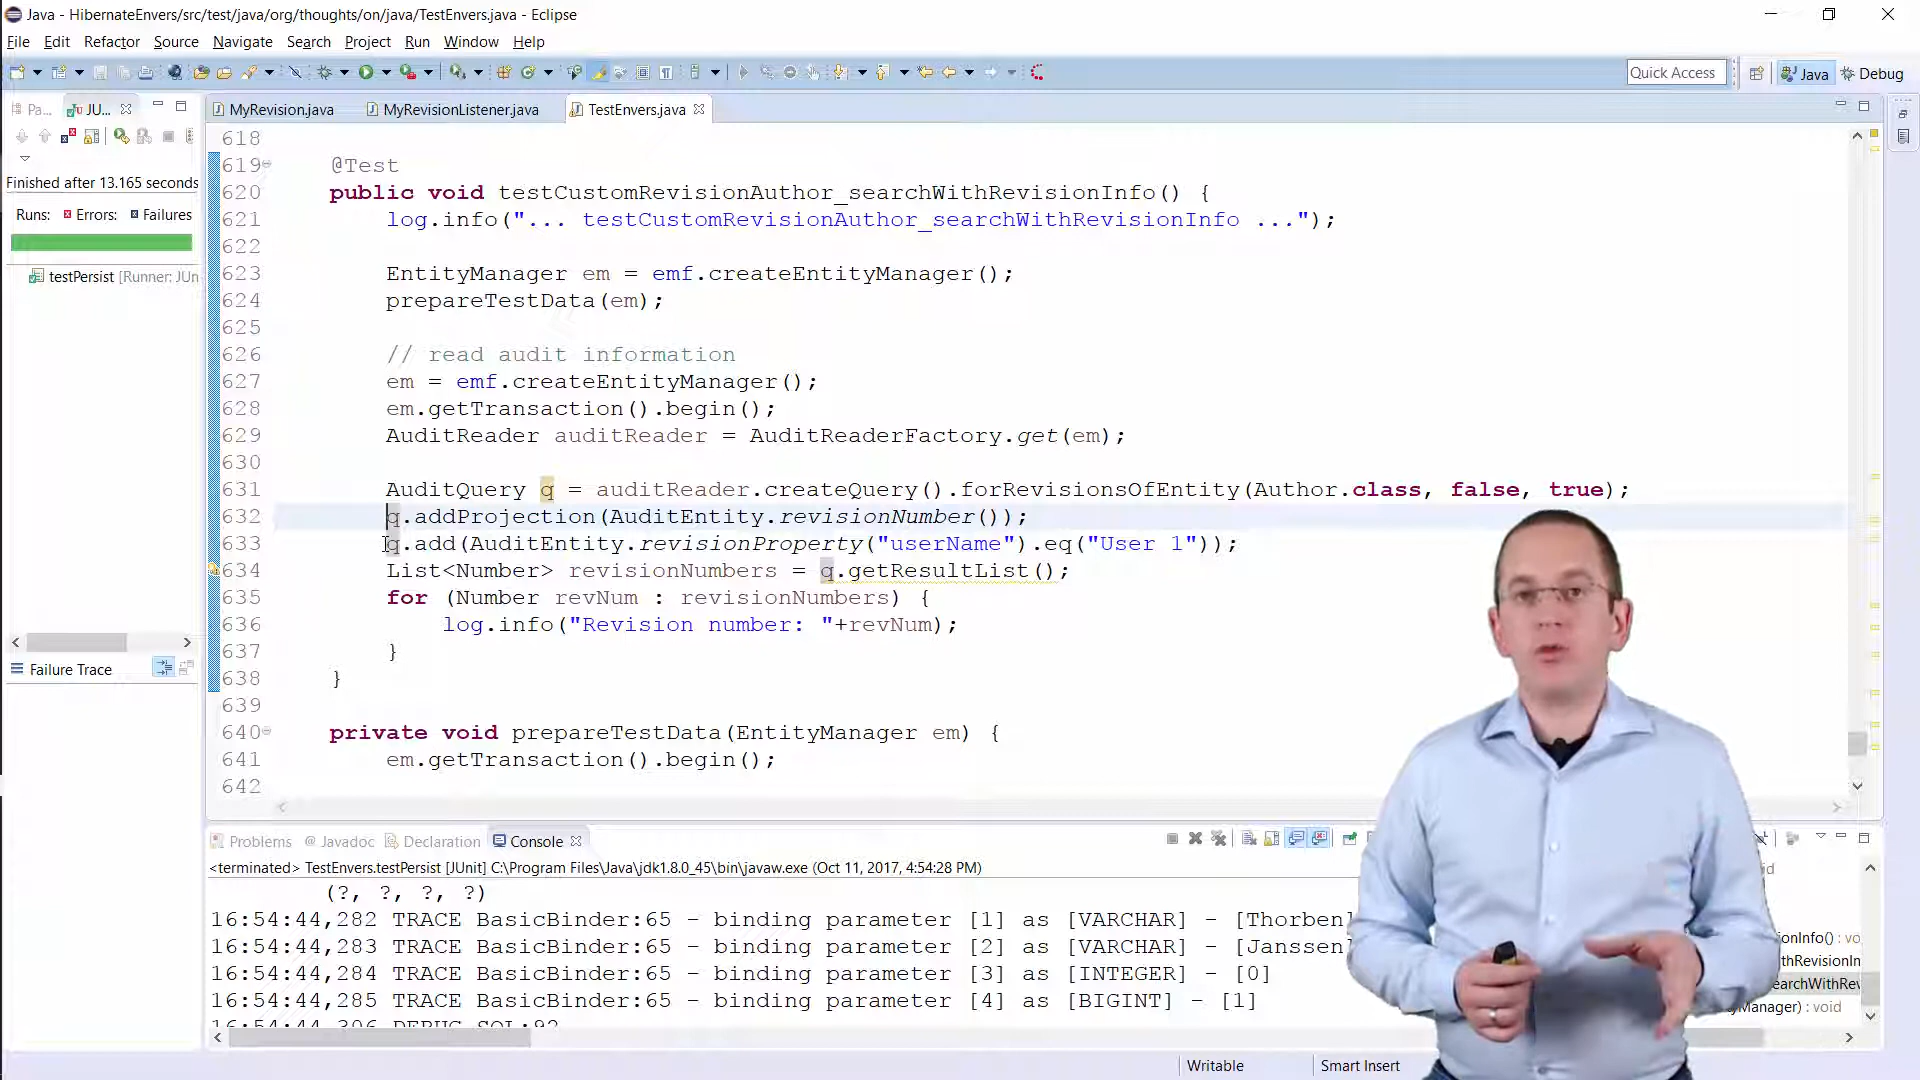 Java - HibernateEnvers/src/test/java/org/thoughts/on/java/TestEnvers.java - Eclipse
File Edit Refactor Source Navigate Search Project Run Window Help
Quick Access Java Debug
Pa... JU... MyRevision.java MyRevisionListener.java TestEnvers.java
Finished after 13.165 seconds
Runs: Errors: Failures
testPersist [Runner: JUn
Failure Trace
618
619 @Test
620 public void testCustomRevisionAuthor_searchWithRevisionInfo() {
621 log.info("... testCustomRevisionAuthor_searchWithRevisionInfo ...");
622
623 EntityManager em = emf.createEntityManager();
624 prepareTestData(em);
625
626 // read audit information
627 em = emf.createEntityManager();
628 em.getTransaction().begin();
629 AuditReader auditReader = AuditReaderFactory.get(em);
630
631 AuditQuery q = auditReader.createQuery().forRevisionsOfEntity(Author.class, false, true);
632 q.addProjection(AuditEntity.revisionNumber());
633 q.add(AuditEntity.revisionProperty("userName").eq("User 1"));
634 List<Number> revisionNumbers = q.getResultList();
635 for (Number revNum : revisionNumbers) {
636 log.info("Revision number: "+revNum);
637 }
638 }
639
640 private void prepareTestData(EntityManager em) {
641 em.getTransaction().begin();
642
Problems Javadoc Declaration Console
<terminated> TestEnvers.testPersist [JUnit] C:\Program Files\Java\jdk1.8.0_45\bin\javaw.exe (Oct 11, 2017, 4:54:28 PM)
(?, ?, ?, ?)
16:54:44,282 TRACE BasicBinder:65 - binding parameter [1] as [VARCHAR] - [Thorben]
16:54:44,283 TRACE BasicBinder:65 - binding parameter [2] as [VARCHAR] - [Janssen]
16:54:44,284 TRACE BasicBinder:65 - binding parameter [3] as [INTEGER] - [0]
16:54:44,285 TRACE BasicBinder:65 - binding parameter [4] as [BIGINT] - [1]
16:54:44,306 DEBUG SQL:92
Writable Smart Insert